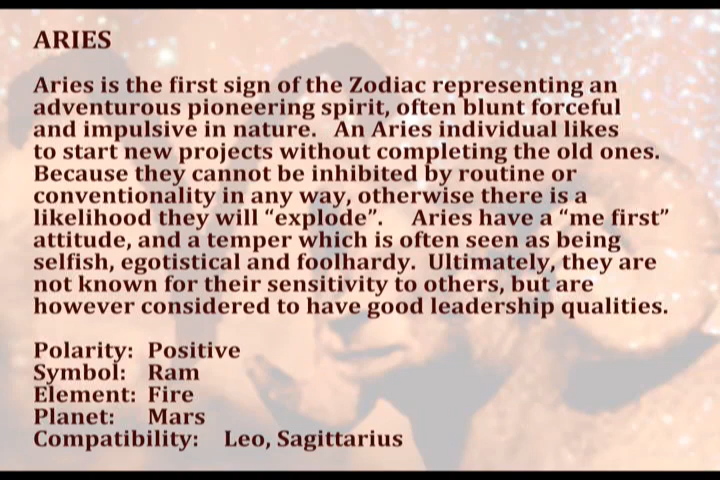 ARIES
Aries is the first sign of the Zodiac representing an
adventurous pioneering spirit, often blunt forceful
and impulsive in nature.  An Aries individual likes
to start new projects without completing the old ones.
Because they cannot be inhibited by routine or
conventionality in any way, otherwise there is a
likelihood they will “explode”.   Aries have a “me first”
attitude, and a temper which is often seen as being
selfish, egotistical and foolhardy.  Ultimately, they are
not known for their sensitivity to others, but are
however considered to have good leadership qualities.
Polarity:  Positive
Symbol:   Ram
Element: Fire
Planet:     Mars
Compatibility:   Leo, Sagittarius